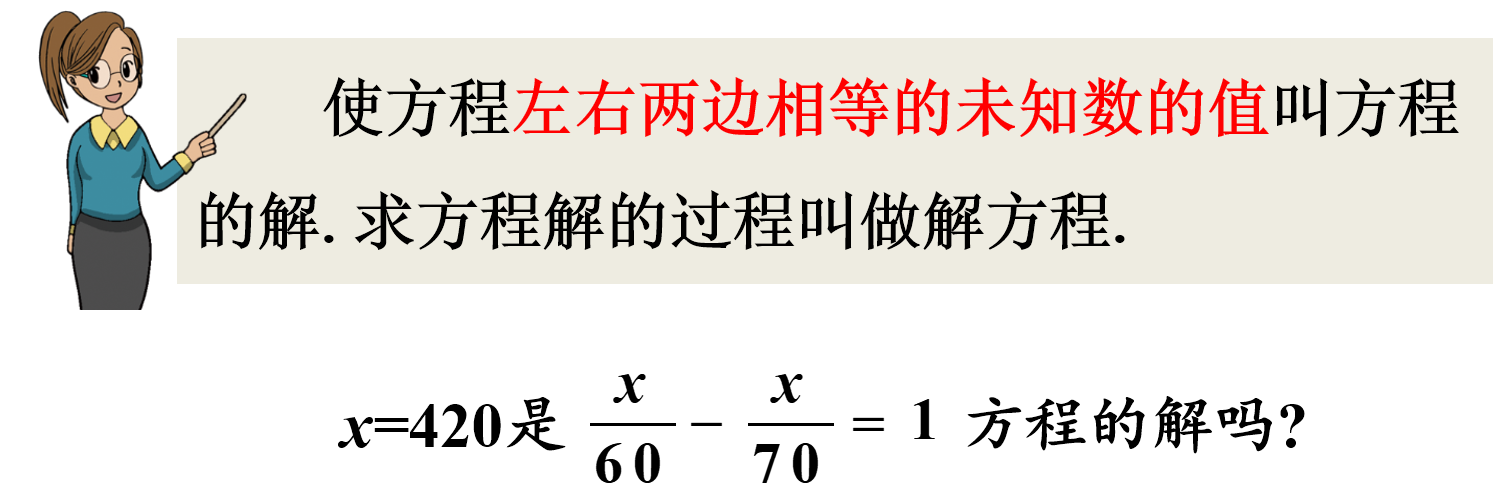 使方程左右两边相等的未知数的值叫方程
的解. 求方程解的过程叫做解方程.
x=420是 x/60 − x/70 = 1 方程的解吗?